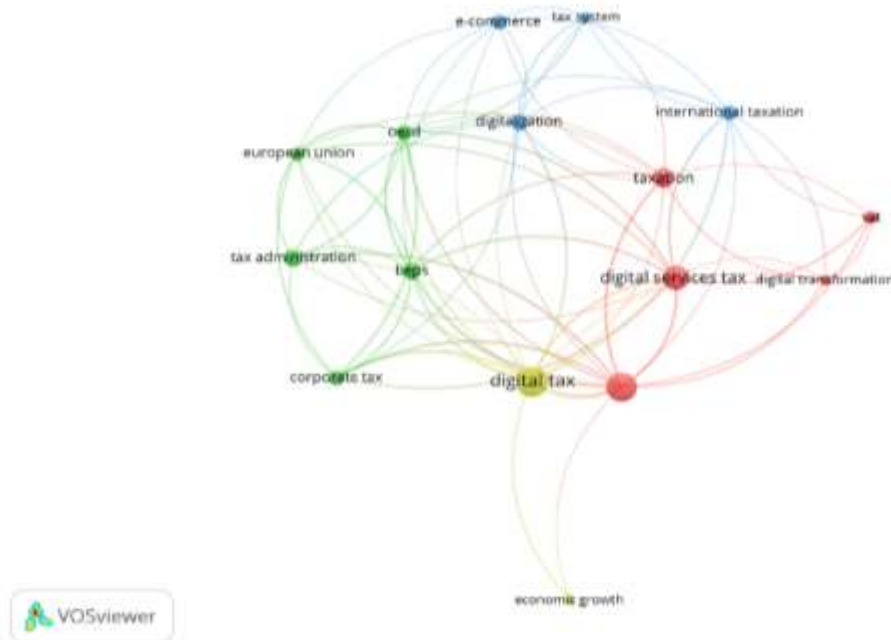 e-commerce
tax system
international taxation
digitalization
oecd
european union
taxation
tax administration
beps
digital services tax
digital transformation
corporate tax
digital tax
economic growth
VOSviewer